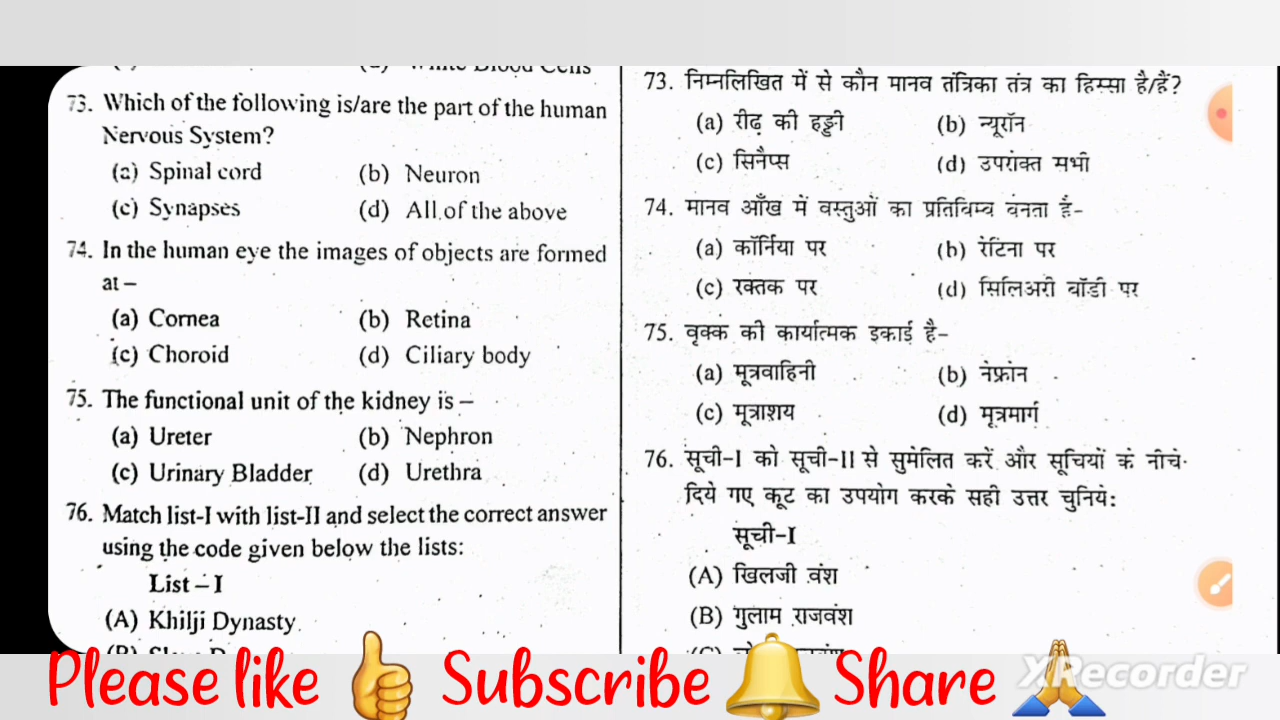 White Blood Cells
73. Which of the following is/are the part of the human
Nervous System?
(a) Spinal cord (b) Neuron
(c) Synapses (d) All of the above
74. In the human eye the images of objects are formed
at –
(a) Cornea (b) Retina
(c) Choroid (d) Ciliary body
75. The functional unit of the kidney is –
(a) Ureter (b) Nephron
(c) Urinary Bladder (d) Urethra
76. Match list-I with list-II and select the correct answer
using the code given below the lists:
List – I
(A) Khilji Dynasty
73. निम्नलिखित में से कौन मानव तंत्रिका तंत्र का हिस्सा है/हैं?
(a) रीढ़ की हड्डी (b) न्यूरॉन
(c) सिनैप्स (d) उपरोक्त सभी
74. मानव आँख में वस्तुओं का प्रतिबिम्ब बनता है-
(a) कॉर्निया पर (b) रेटिना पर
(c) रक्तक पर (d) सिलिअरी बॉडी पर
75. वृक्क की कार्यात्मक इकाई है-
(a) मूत्रवाहिनी (b) नेफ्रोन
(c) मूत्राशय (d) मूत्रमार्ग
76. सूची-I को सूची-II से सुमेलित करें और सूचियों के नीचे
दिये गए कूट का उपयोग करके सही उत्तर चुनिये:
सूची-I
(A) खिलजी वंश
(B) गुलाम राजवंश
Please like Subscribe Share
XRecorder